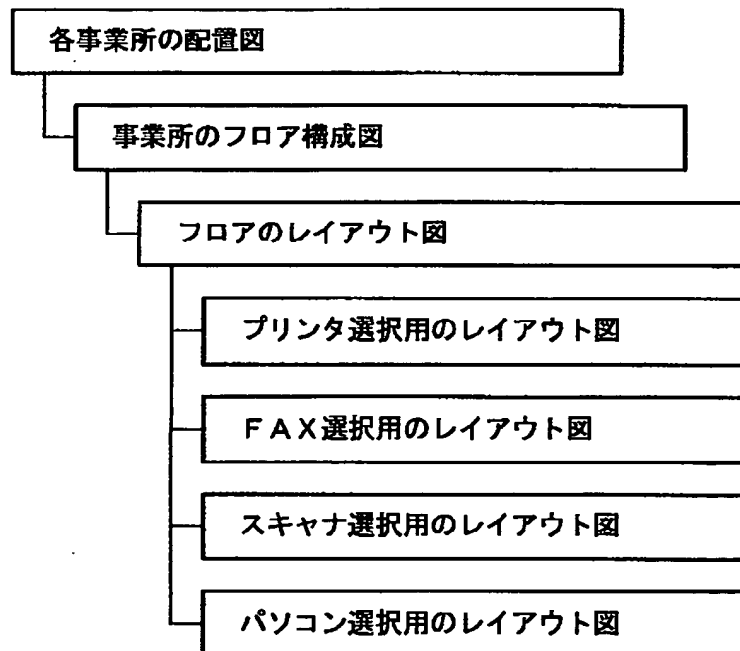 各事業所の配置図
事業所のフロア構成図
フロアのレイアウト図
プリンタ選択用のレイアウト図
ＦＡＸ選択用のレイアウト図
スキャナ選択用のレイアウト図
パソコン選択用のレイアウト図